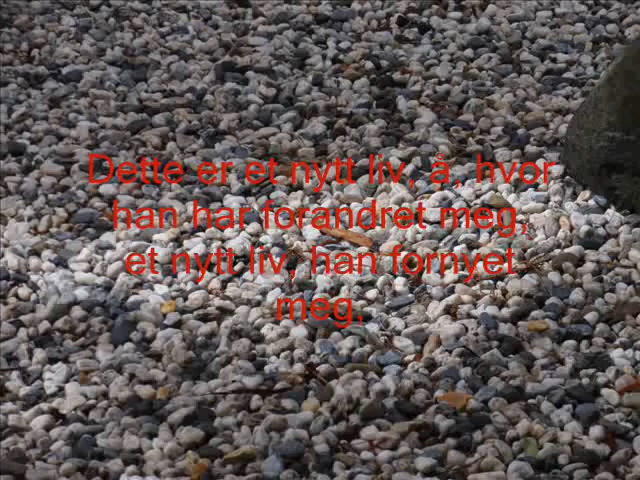 Dette er et nytt liv, å, hvor
han har forandret meg,
et nytt liv, han fornyet
meg.